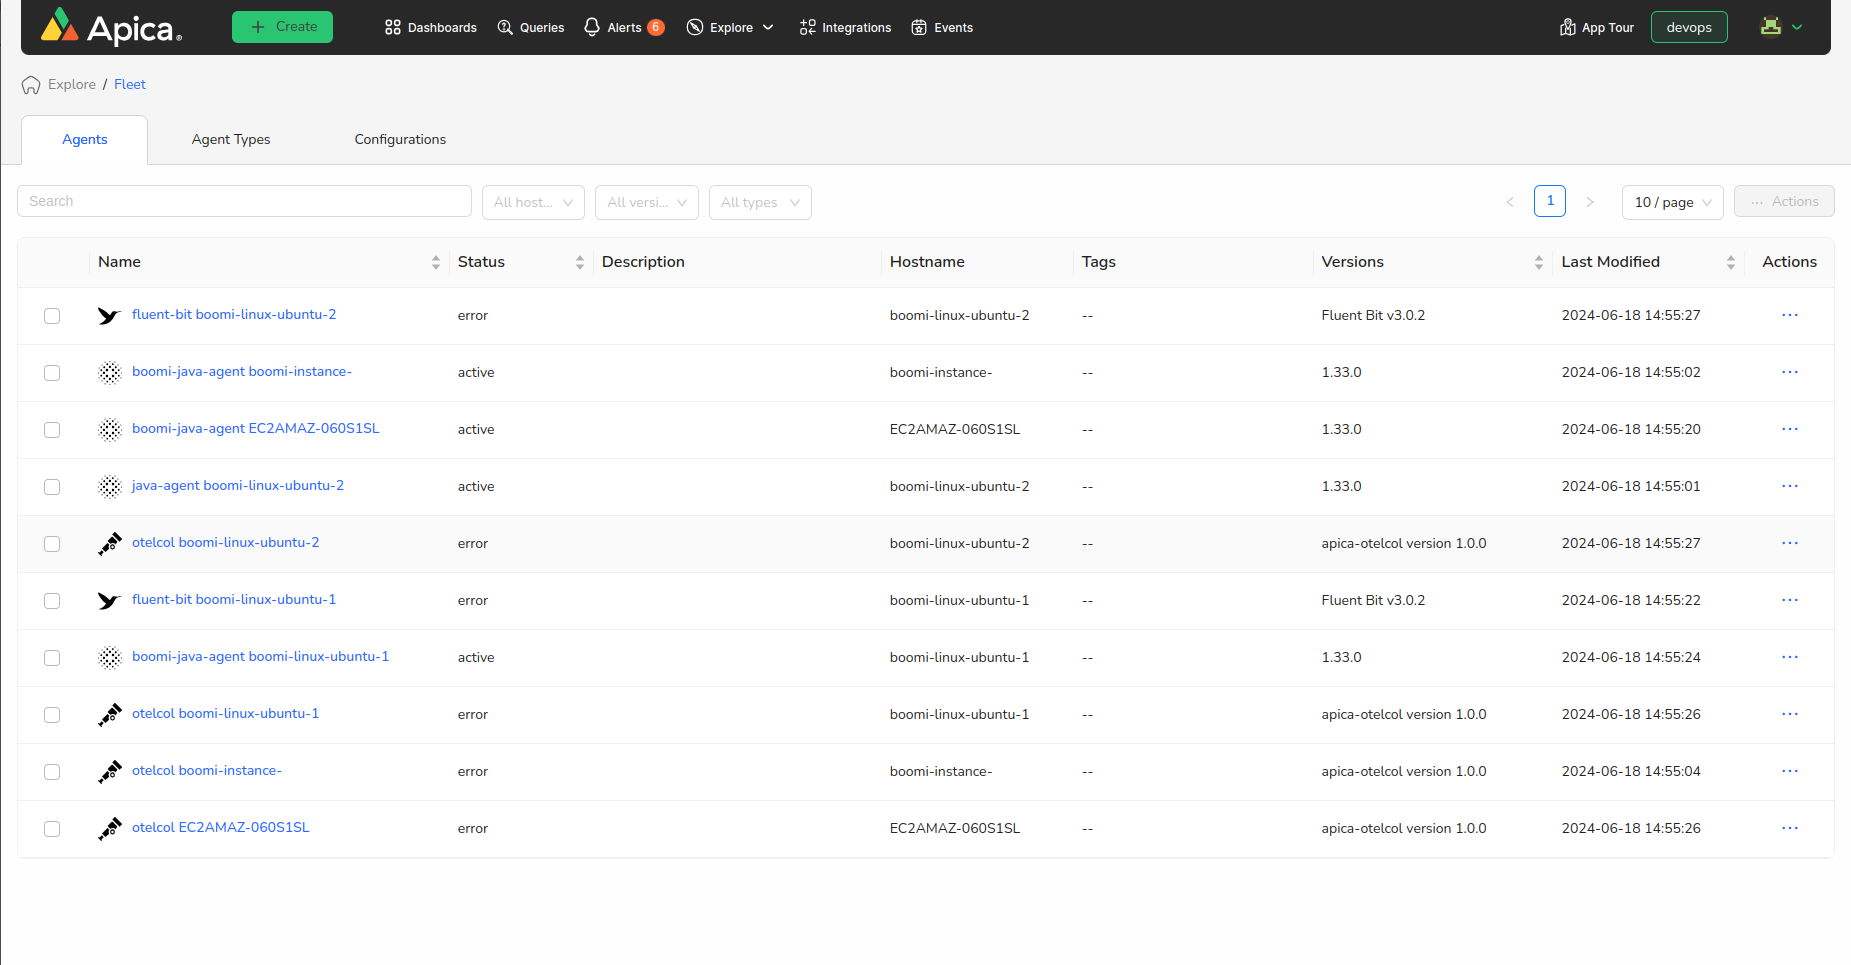 Apica
Create
Dashboards
Queries
Alerts 6
Explore
Integrations
Events
App Tour
devops
Explore / Fleet
Agents
Agent Types
Configurations
Search
All host...
All versi...
All types
1
10 / page
··· Actions
Name Status Description Hostname Tags Versions Last Modified Actions
fluent-bit boomi-linux-ubuntu-2 error boomi-linux-ubuntu-2 -- Fluent Bit v3.0.2 2024-06-18 14:55:27 ···
boomi-java-agent boomi-instance- active boomi-instance- -- 1.33.0 2024-06-18 14:55:02 ···
boomi-java-agent EC2AMAZ-060S1SL active EC2AMAZ-060S1SL -- 1.33.0 2024-06-18 14:55:20 ···
java-agent boomi-linux-ubuntu-2 active boomi-linux-ubuntu-2 -- 1.33.0 2024-06-18 14:55:01 ···
otelcol boomi-linux-ubuntu-2 error boomi-linux-ubuntu-2 -- apica-otelcol version 1.0.0 2024-06-18 14:55:27 ···
fluent-bit boomi-linux-ubuntu-1 error boomi-linux-ubuntu-1 -- Fluent Bit v3.0.2 2024-06-18 14:55:22 ···
boomi-java-agent boomi-linux-ubuntu-1 active boomi-linux-ubuntu-1 -- 1.33.0 2024-06-18 14:55:24 ···
otelcol boomi-linux-ubuntu-1 error boomi-linux-ubuntu-1 -- apica-otelcol version 1.0.0 2024-06-18 14:55:26 ···
otelcol boomi-instance- error boomi-instance- -- apica-otelcol version 1.0.0 2024-06-18 14:55:04 ···
otelcol EC2AMAZ-060S1SL error EC2AMAZ-060S1SL -- apica-otelcol version 1.0.0 2024-06-18 14:55:26 ···